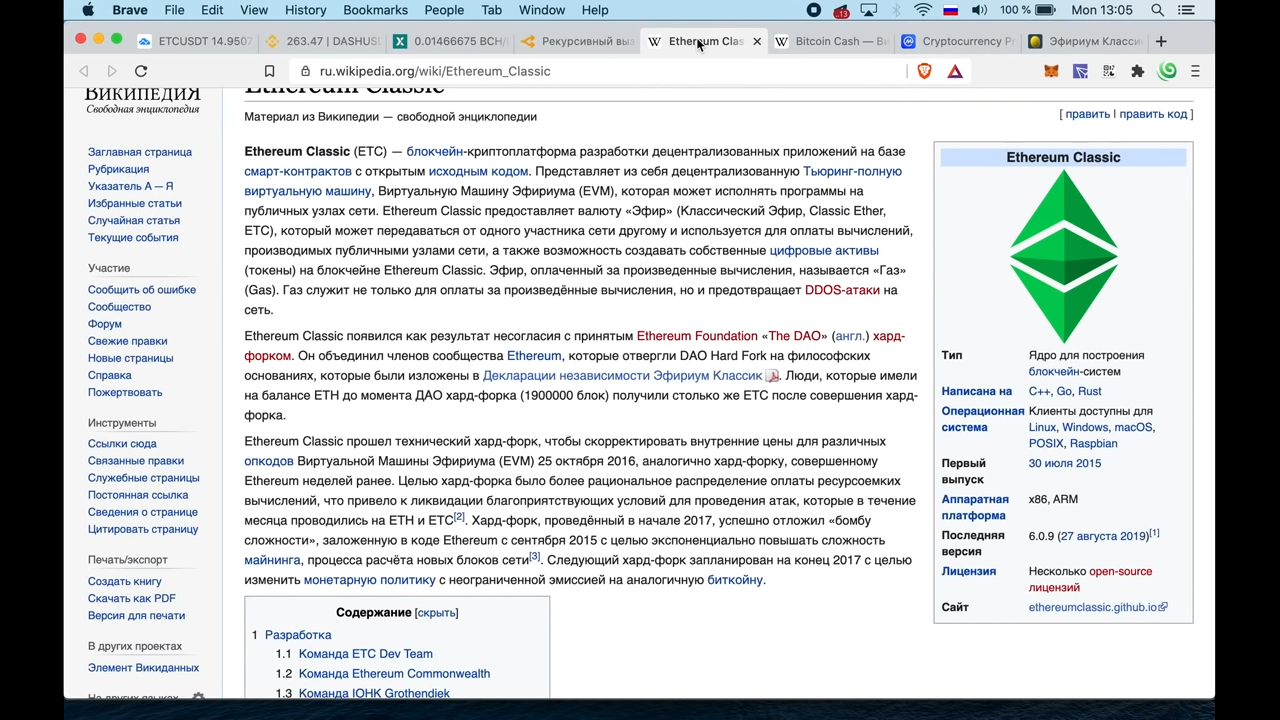 Brave File Edit View History Bookmarks People Tab Window Help 13 100 % Mon 13:05
ETCUSDT 14.9507 263.47 | DASHUS 0.01466675 BCH/ Рекурсивный вы Ethereum Clas Bitcoin Cash — Ви Cryptocurrency P Эфириум Класси
ru.wikipedia.org/wiki/Ethereum_Classic
Википедия
Свободная энциклопедия
Заглавная страница
Рубрикация
Указатель А — Я
Избранные статьи
Случайная статья
Текущие события
Участие
Сообщить об ошибке
Сообщество
Форум
Свежие правки
Новые страницы
Справка
Пожертвовать
Инструменты
Ссылки сюда
Связанные правки
Служебные страницы
Постоянная ссылка
Сведения о странице
Цитировать страницу
Печать/экспорт
Создать книгу
Скачать как PDF
Версия для печати
В других проектах
Элемент Викиданных
На других языках
Ethereum Classic
Материал из Википедии — свободной энциклопедии
[ править | править код ]
Ethereum Classic (ETC) — блокчейн-криптоплатформа разработки децентрализованных приложений на базе
смарт-контрактов с открытым исходным кодом. Представляет из себя децентрализованную Тьюринг-полную
виртуальную машину, Виртуальную Машину Эфириума (EVM), которая может исполнять программы на
публичных узлах сети. Ethereum Classic предоставляет валюту «Эфир» (Классический Эфир, Classic Ether,
ETC), который может передаваться от одного участника сети другому и используется для оплаты вычислений,
производимых публичными узлами сети, а также возможность создавать собственные цифровые активы
(токены) на блокчейне Ethereum Classic. Эфир, оплаченный за произведенные вычисления, называется «Газ»
(Gas). Газ служит не только для оплаты за произведённые вычисления, но и предотвращает DDOS-атаки на
сеть.
Ethereum Classic появился как результат несогласия с принятым Ethereum Foundation «The DAO» (англ.) хард-
форком. Он объединил членов сообщества Ethereum, которые отвергли DAO Hard Fork на философских
основаниях, которые были изложены в Декларации независимости Эфириум Классик. Люди, которые имели
на балансе ETH до момента ДАО хард-форка (1900000 блок) получили столько же ETC после совершения хард-
форка.
Ethereum Classic прошел технический хард-форк, чтобы скорректировать внутренние цены для различных
опкодов Виртуальной Машины Эфириума (EVM) 25 октября 2016, аналогично хард-форку, совершенному
Ethereum неделей ранее. Целью хард-форка было более рациональное распределение оплаты ресурсоемких
вычислений, что привело к ликвидации благоприятствующих условий для проведения атак, которые в течение
месяца проводились на ETH и ETC[2]. Хард-форк, проведённый в начале 2017, успешно отложил «бомбу
сложности», заложенную в коде Ethereum с сентября 2015 с целью экспоненциально повышать сложность
майнинга, процесса расчёта новых блоков сети[3]. Следующий хард-форк запланирован на конец 2017 с целью
изменить монетарную политику с неограниченной эмиссией на аналогичную биткойну.
Содержание [скрыть]
1 Разработка
1.1 Команда ETC Dev Team
1.2 Команда Ethereum Commonwealth
1.3 Команда IOHK Grothendiek
Ethereum Classic
Тип Ядро для построения
блокчейн-систем
Написана на C++, Go, Rust
Операционная Клиенты доступны для
система Linux, Windows, macOS,
POSIX, Raspbian
Первый 30 июля 2015
выпуск
Аппаратная x86, ARM
платформа
Последняя 6.0.9 (27 августа 2019)[1]
версия
Лицензия Несколько open-source
лицензий
Сайт ethereumclassic.github.io